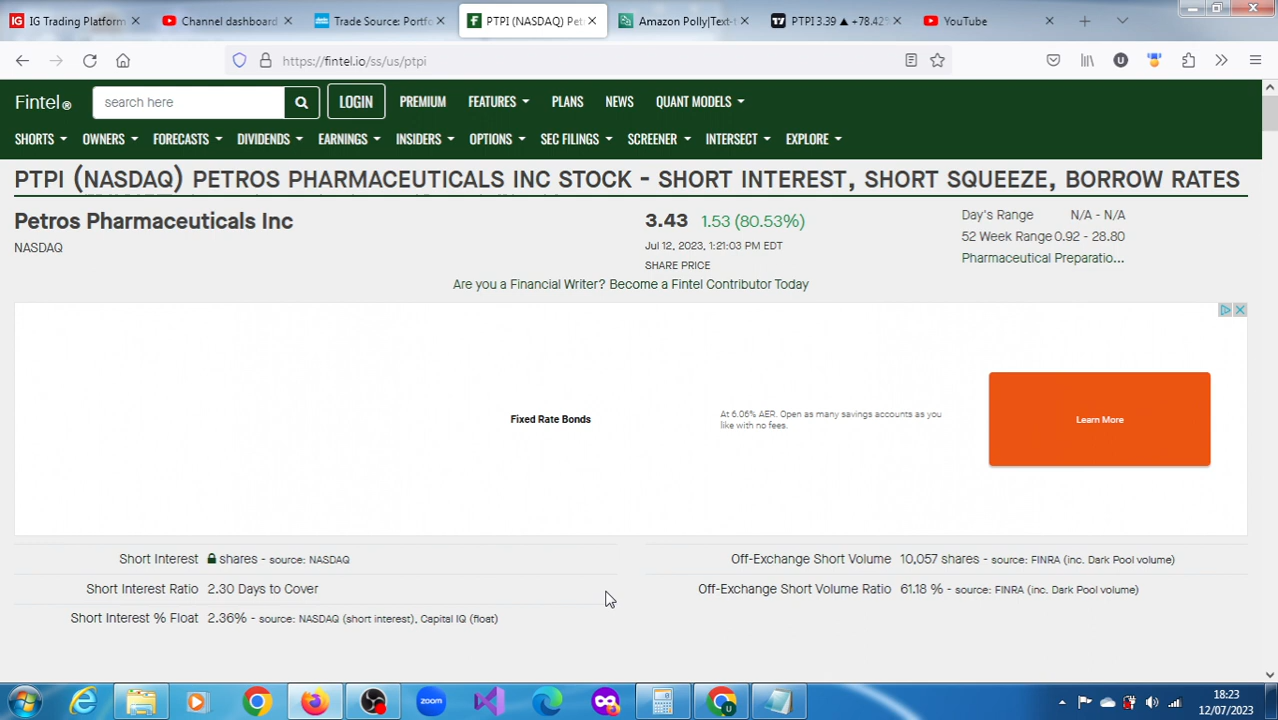 IG Trading Platform
Channel dashboard
Trade Source: Portfo
PTPI (NASDAQ) Pet
Amazon Polly|Text-t
PTPI 3.39 ▲ +78.42%
YouTube
https://fintel.io/ss/us/ptpi
Fintel®
search here
LOGIN
PREMIUM
FEATURES
PLANS
NEWS
QUANT MODELS
SHORTS
OWNERS
FORECASTS
DIVIDENDS
EARNINGS
INSIDERS
OPTIONS
SEC FILINGS
SCREENER
INTERSECT
EXPLORE
PTPI (NASDAQ) PETROS PHARMACEUTICALS INC STOCK - SHORT INTEREST, SHORT SQUEEZE, BORROW RATES
Petros Pharmaceuticals Inc
NASDAQ
3.43 1.53 (80.53%)
Jul 12, 2023, 1:21:03 PM EDT
SHARE PRICE
Day's Range N/A - N/A
52 Week Range 0.92 - 28.80
Pharmaceutical Preparatio...
Are you a Financial Writer? Become a Fintel Contributor Today
Fixed Rate Bonds
At 6.06% AER. Open as many savings accounts as you
like with no fees.
Learn More
Short Interest shares - source: NASDAQ
Short Interest Ratio 2.30 Days to Cover
Short Interest % Float 2.36% - source: NASDAQ (short interest), Capital IQ (float)
Off-Exchange Short Volume 10,057 shares - source: FINRA (inc. Dark Pool volume)
Off-Exchange Short Volume Ratio 61.18 % - source: FINRA (inc. Dark Pool volume)
zoom
18:23
12/07/2023